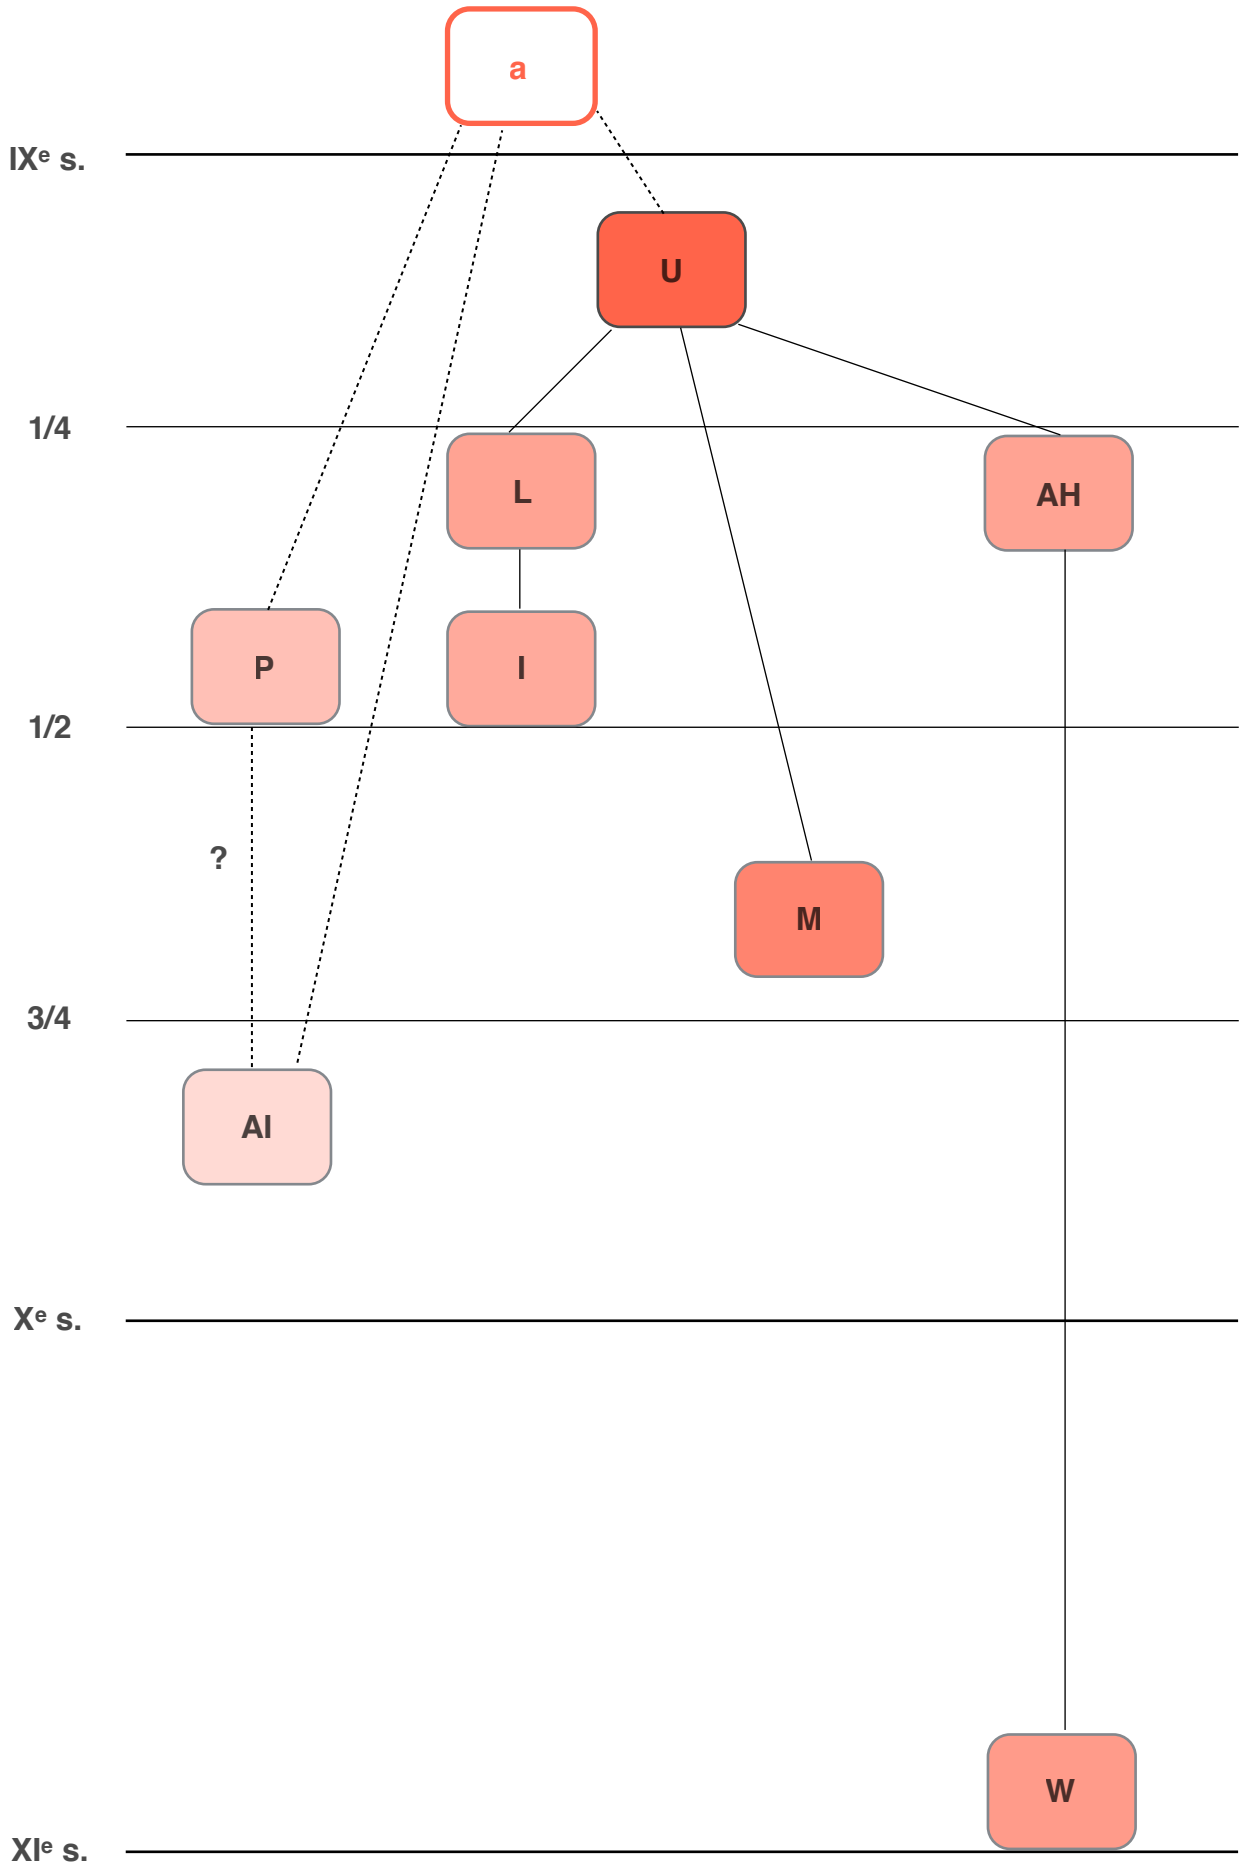 a
IXᵉ s.
U
1/4
L
AH
P
I
1/2
?
M
3/4
AI
Xᵉ s.
W
XIᵉ s.